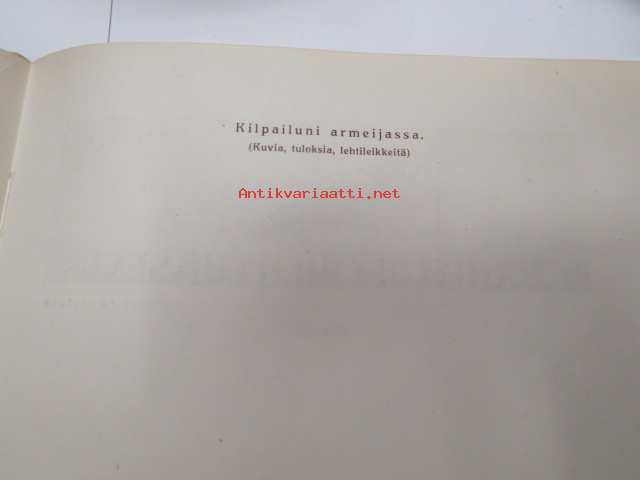 Kilpailuni armeijassa.
(Kuvia, tuloksia, lehtileikkeitä)
Antikvariaatti.net